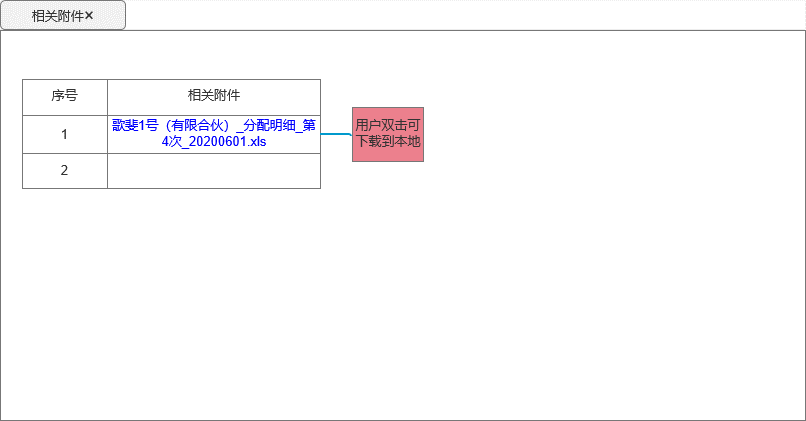 相关附件×
序号 相关附件
1 歌斐1号（有限合伙）_分配明细_第
4次_20200601.xls
用户双击可
下载到本地
2